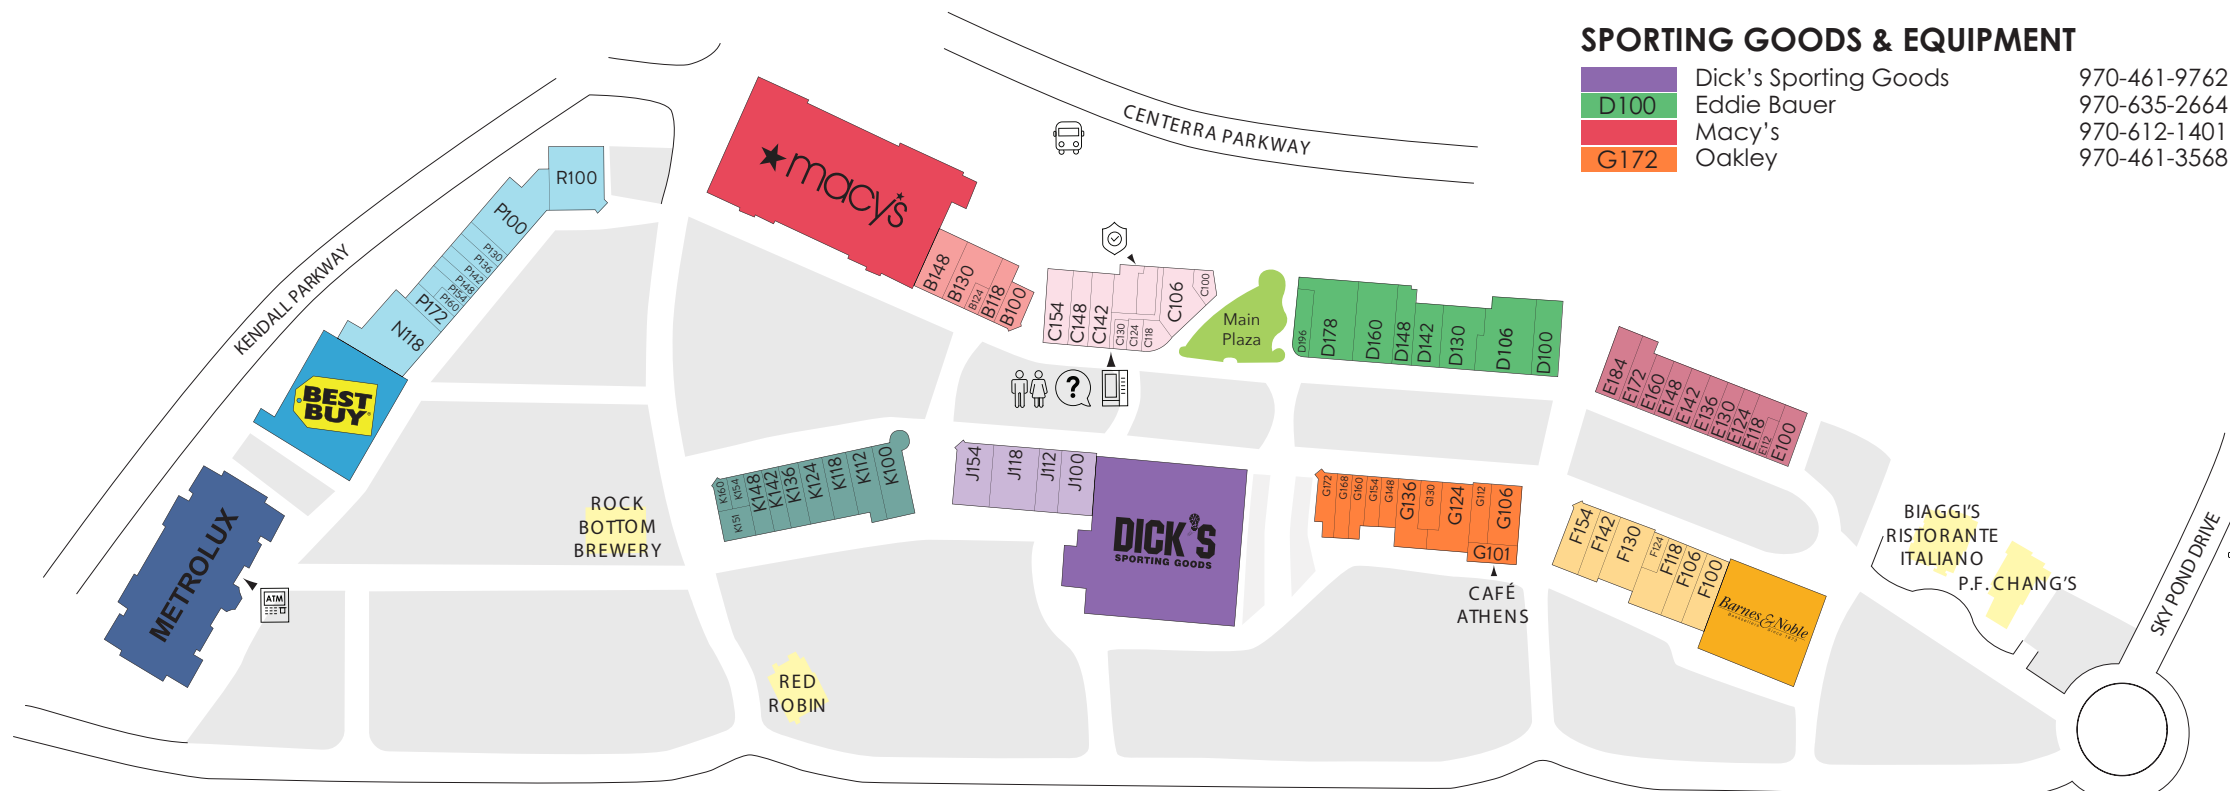 SPORTING GOODS & EQUIPMENT
Dick's Sporting Goods 970-461-9762
D100 Eddie Bauer 970-635-2664
Macy's 970-612-1401
G172 Oakley 970-461-3568
CENTERRA PARKWAY
KENDALL PARKWAY
SKY POND DRIVE
R100
P100
P130
P136
P142
P148
P154
P160
P172
N118
BEST
BUY
METROLUX
ATM
macy's
B148
B130
B124
B118
B100
C154
C148
C142
C130
C124
C118
C106
C100
Main
Plaza
?
D196
D178
D160
D148
D142
D130
D106
D100
E184
E172
E160
E148
E142
E136
E130
E124
E118
E112
E100
K160
K154
K151
K148
K142
K136
K124
K118
K112
K100
J154
J118
J112
J100
DICK'S
SPORTING GOODS
G172
G168
G160
G154
G148
G136
G130
G124
G112
G106
G101
CAFÉ
ATHENS
F154
F142
F130
F124
F118
F106
F100
Barnes & Noble
ROCK
BOTTOM
BREWERY
RED
ROBIN
BIAGGI'S
RISTORANTE
ITALIANO
P.F. CHANG'S